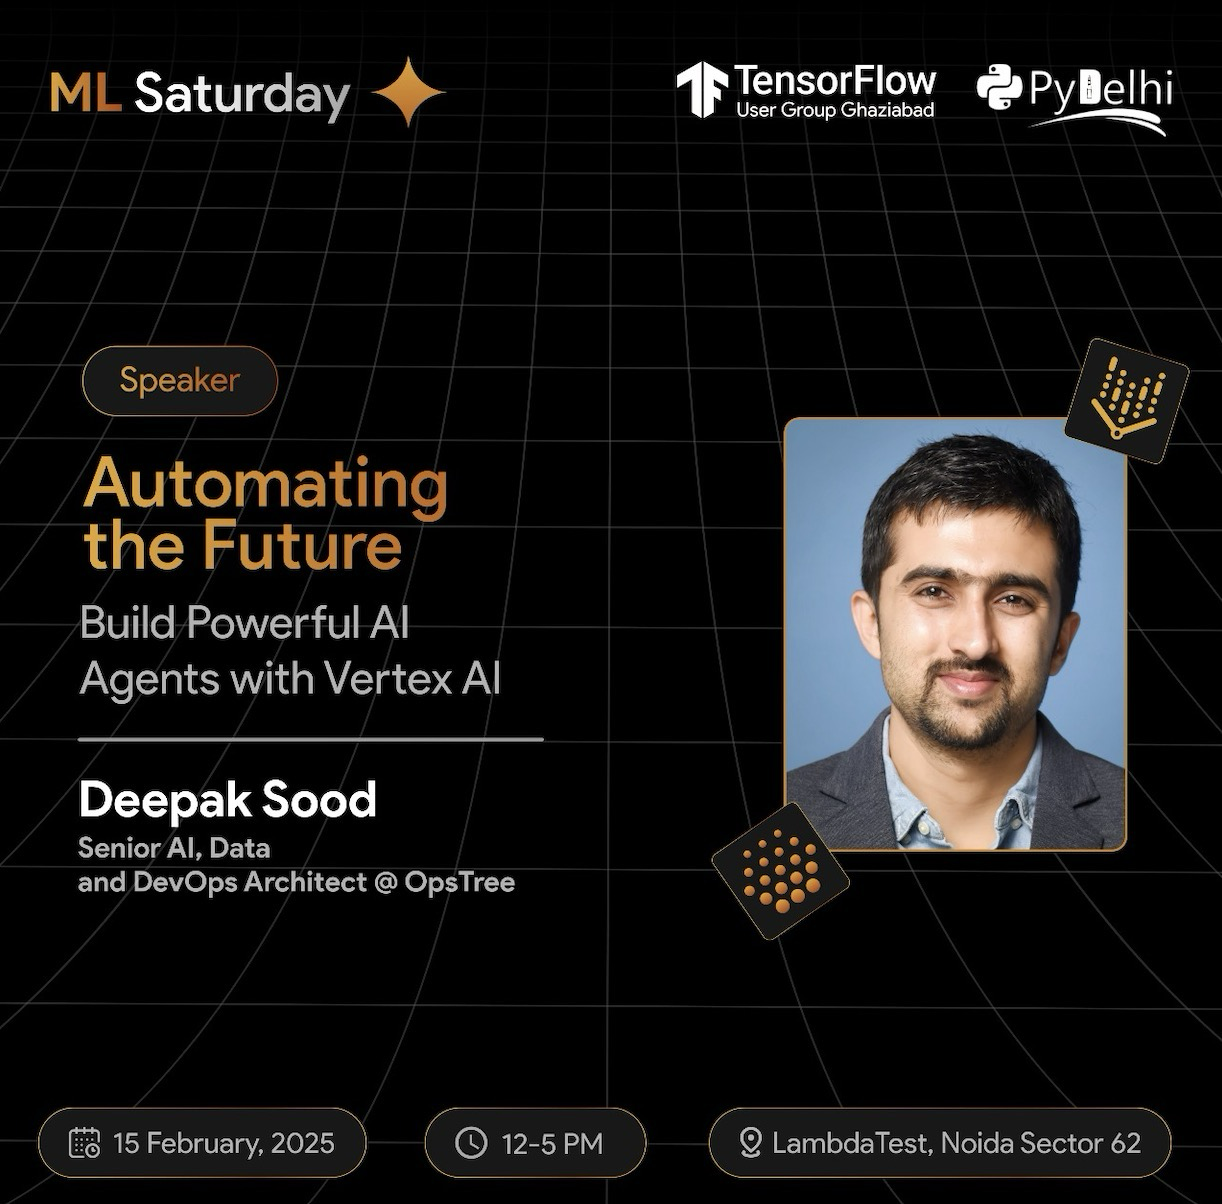 ML Saturday
TensorFlow
User Group Ghaziabad
PyDelhi
Speaker
Automating
the Future
Build Powerful AI
Agents with Vertex AI
Deepak Sood
Senior AI, Data
and DevOps Architect @ OpsTree
15 February, 2025
12-5 PM
LambdaTest, Noida Sector 62